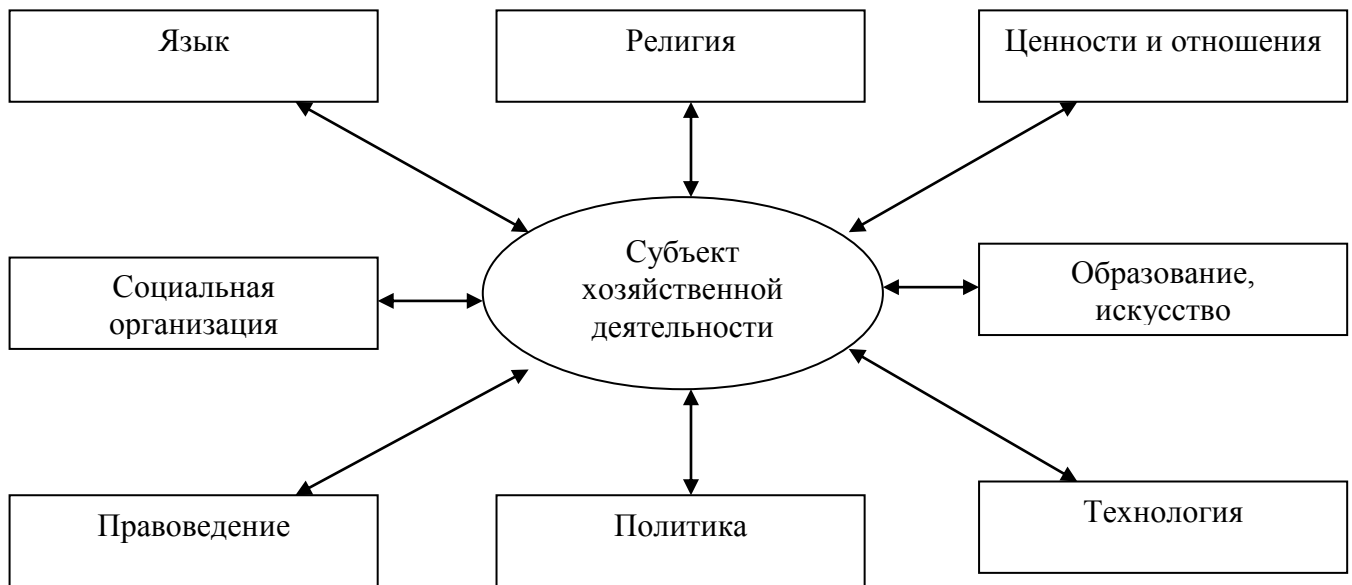 Язык
Религия
Ценности и отношения
Социальная
организация
Субъект
хозяйственной
деятельности
Образование,
искусство
Правоведение
Политика
Технология